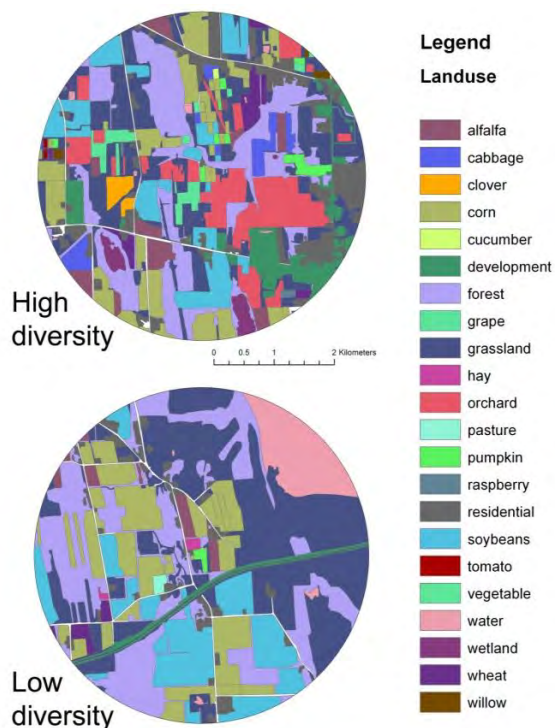 High
diversity
0 0.5 1 2 Kilometers
Low
diversity
Legend
Landuse
alfalfa
cabbage
clover
corn
cucumber
development
forest
grape
grassland
hay
orchard
pasture
pumpkin
raspberry
residential
soybeans
tomato
vegetable
water
wetland
wheat
willow